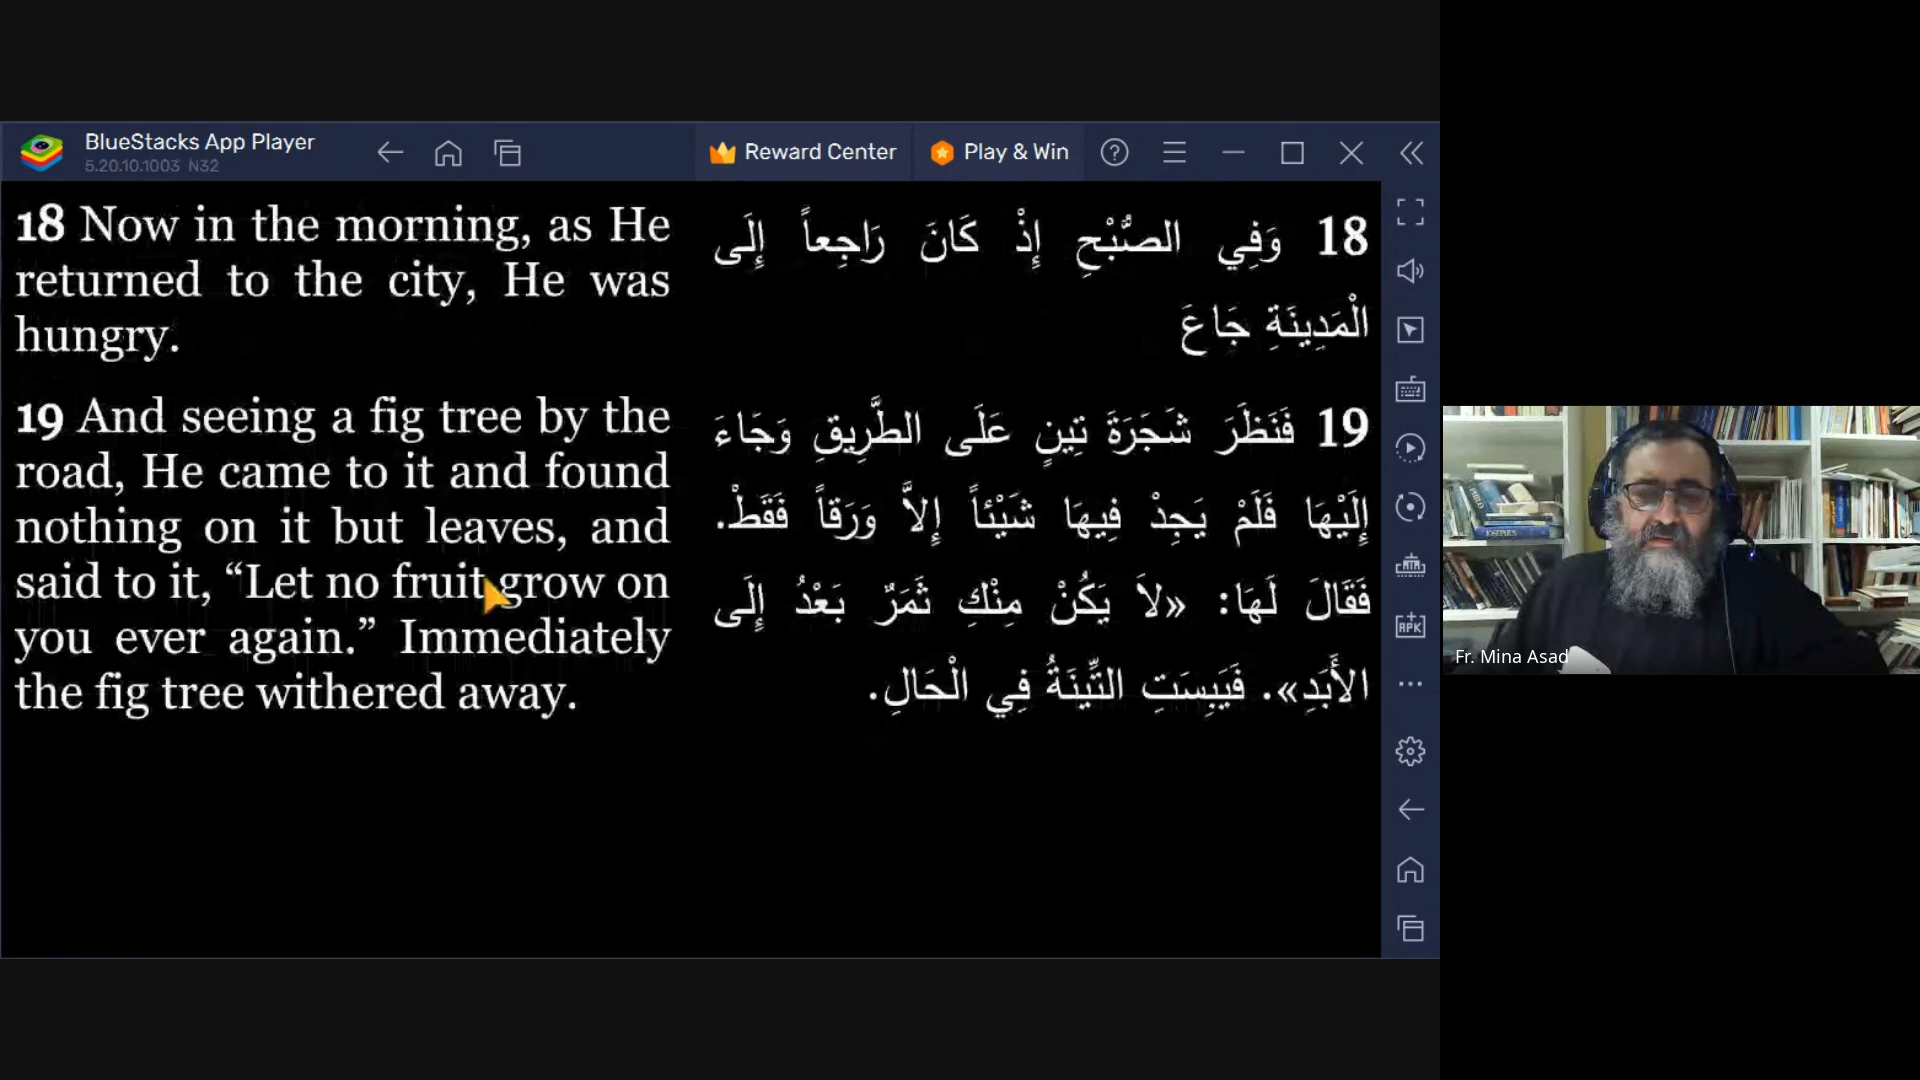 BlueStacks App Player
5.20.10.1003 N32
Reward Center
Play & Win
18 Now in the morning, as He
returned to the city, He was
hungry.
19 And seeing a fig tree by the
road, He came to it and found
nothing on it but leaves, and
said to it, “Let no fruit grow on
you ever again.” Immediately
the fig tree withered away.
18 وَفِي الصُّبْحِ إِذْ كَانَ رَاجِعاً إِلَى
الْمَدِينَةِ جَاعَ
19 فَنَظَرَ شَجَرَةَ تِينٍ عَلَى الطَّرِيقِ وَجَاءَ
إِلَيْهَا فَلَمْ يَجِدْ فِيهَا شَيْئاً إِلاَّ وَرَقاً فَقَطْ.
فَقَالَ لَهَا: «لاَ يَكُنْ مِنْكِ ثَمَرٌ بَعْدُ إِلَى
الأَبَدِ». فَيَبِسَتِ التِّينَةُ فِي الْحَالِ.
APK
Fr. Mina Asad